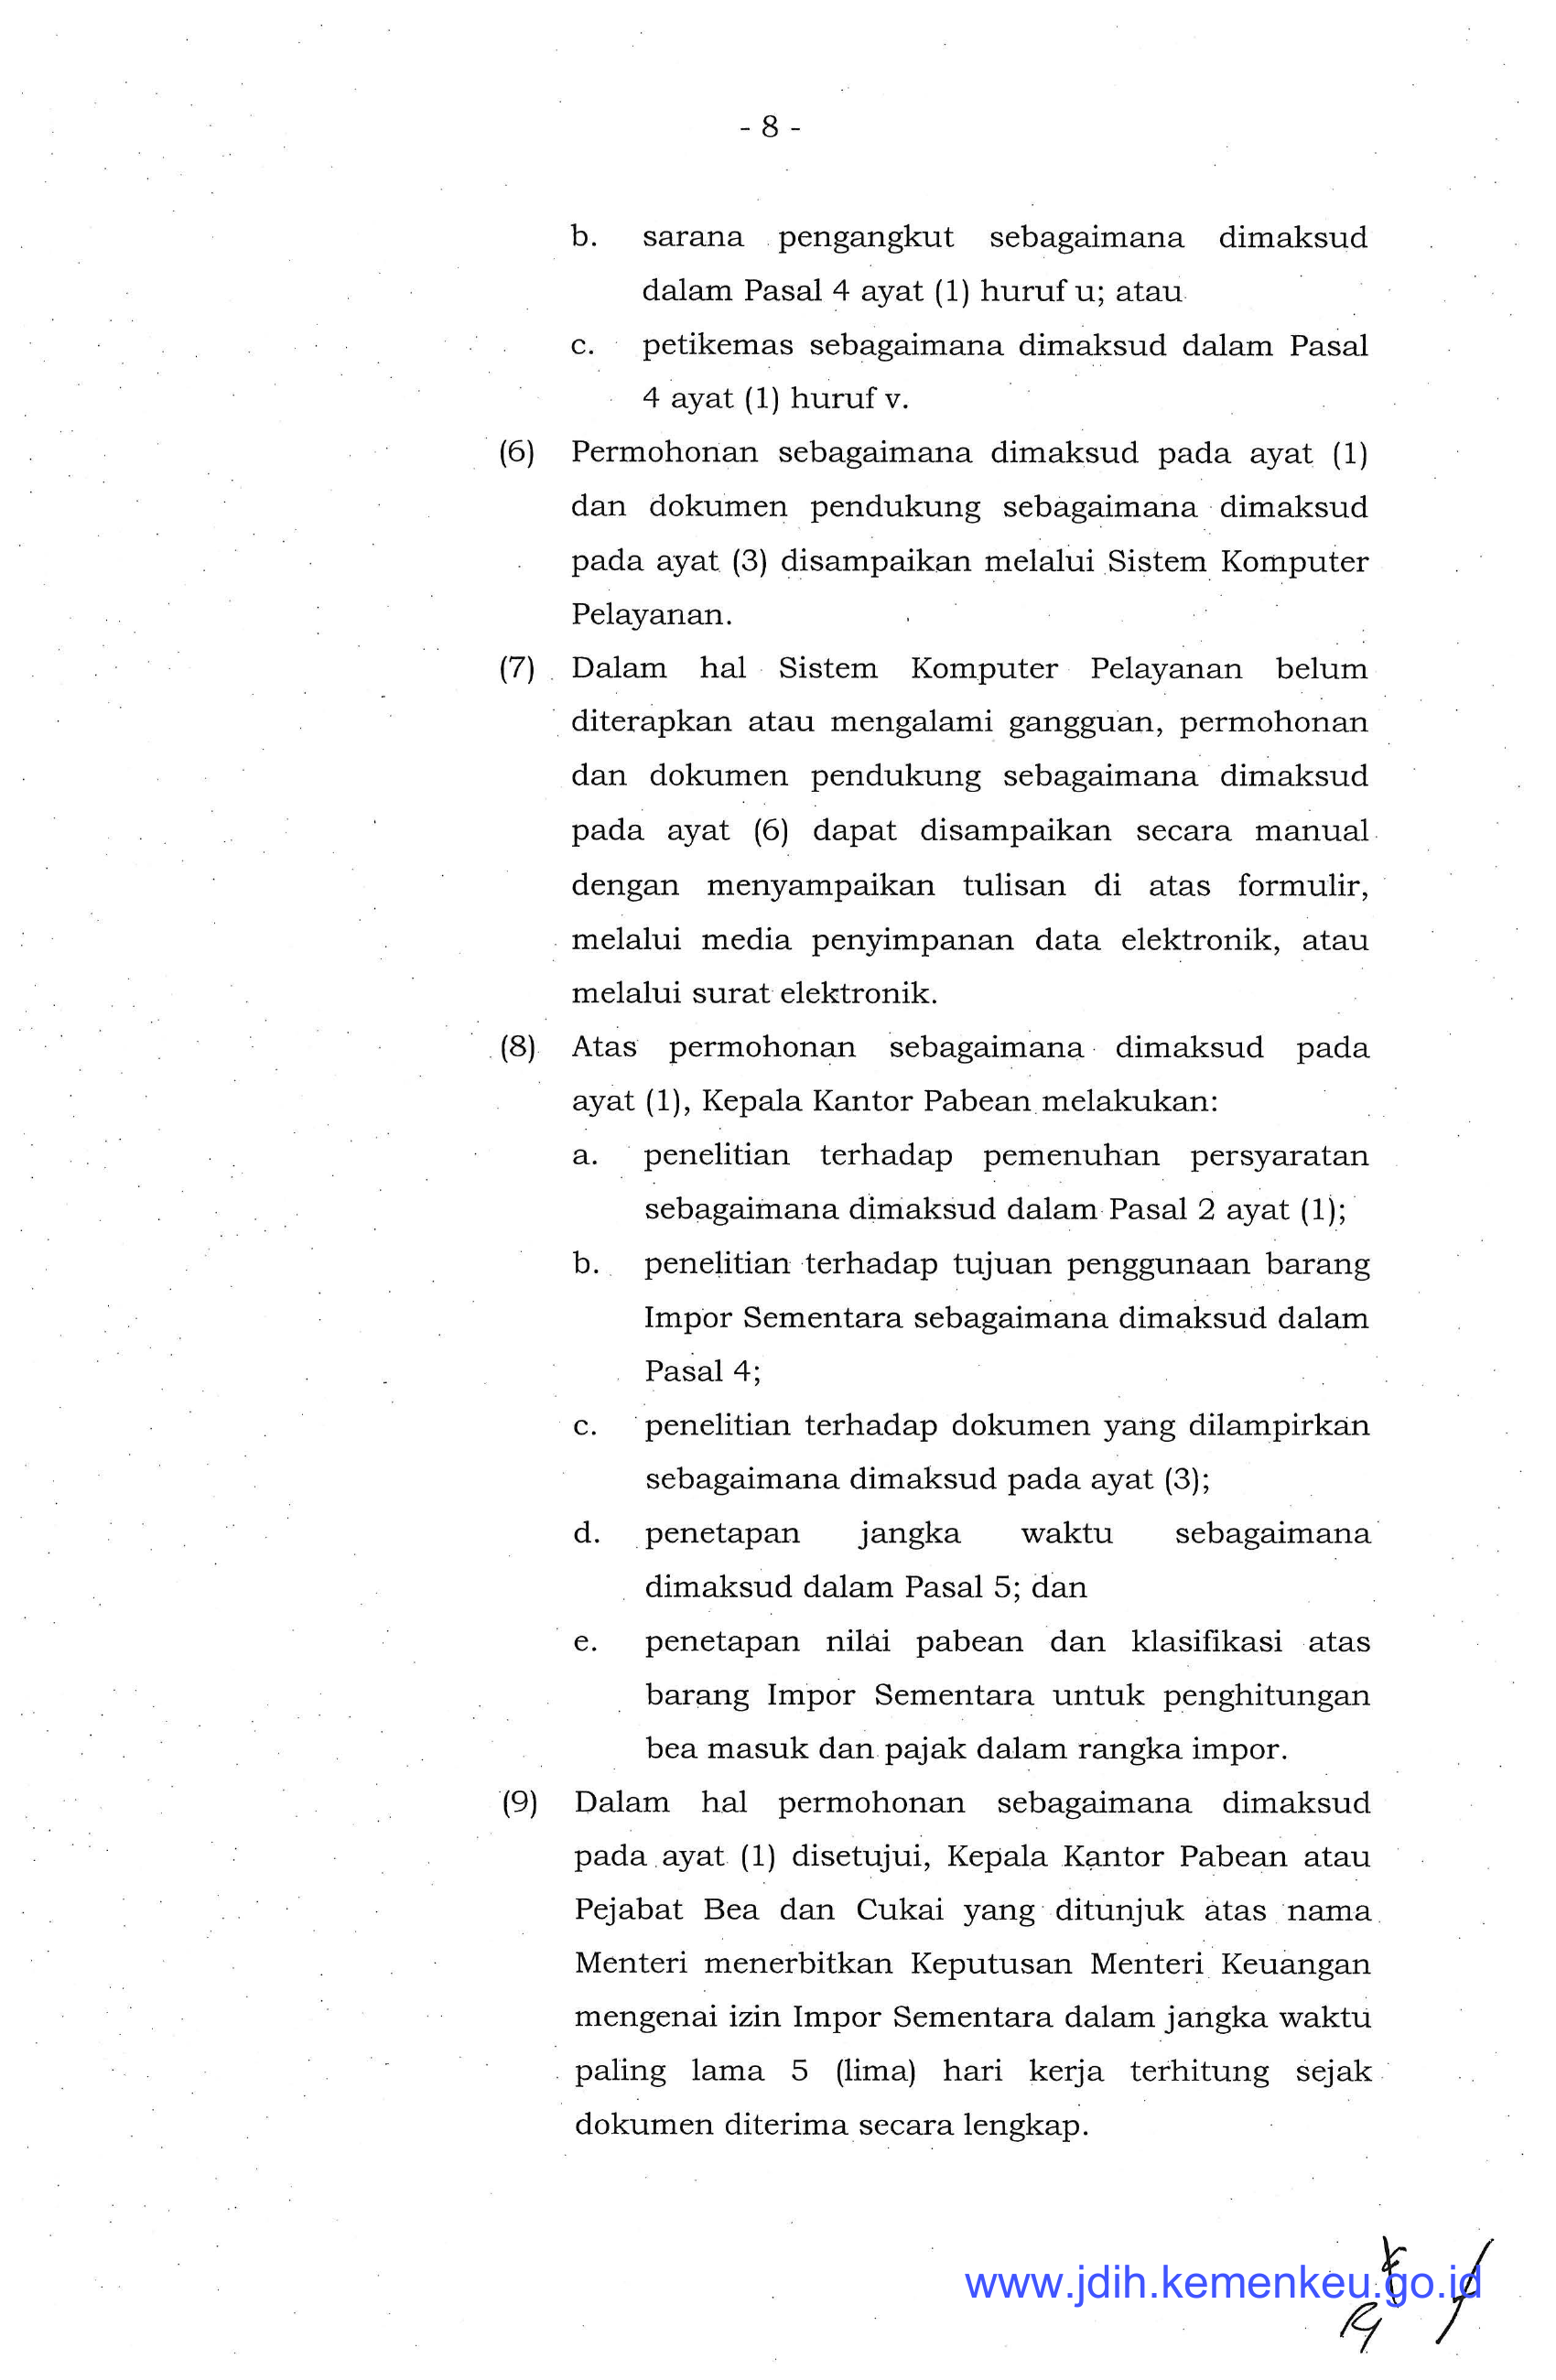 - 8 -
b. sarana pengangkut sebagaimana dimaksud
dalam Pasal 4 ayat (1) huruf u; atau
c. petikemas sebagaimana dimaksud dalam Pasal
4 ayat (1) huruf v.
(6) Permohonan sebagaimana dimaksud pada ayat (1)
dan dokumen pendukung sebagaimana dimaksud
pada ayat (3) disampaikan melalui Sistem Komputer
Pelayanan.
(7) Dalam hal Sistem Komputer Pelayanan belum
diterapkan atau mengalami gangguan, permohonan
dan dokumen pendukung sebagaimana dimaksud
pada ayat (6) dapat disampaikan secara manual
dengan menyampaikan tulisan di atas formulir,
melalui media penyimpanan data elektronik, atau
melalui surat elektronik.
(8) Atas permohonan sebagaimana dimaksud pada
ayat (1), Kepala Kantor Pabean melakukan:
a. penelitian terhadap pemenuhan persyaratan
sebagaimana dimaksud dalam Pasal 2 ayat (1);
b. penelitian terhadap tujuan penggunaan barang
Impor Sementara sebagaimana dimaksud dalam
Pasal 4;
c. penelitian terhadap dokumen yang dilampirkan
sebagaimana dimaksud pada ayat (3);
d. penetapan jangka waktu sebagaimana
dimaksud dalam Pasal 5; dan
e. penetapan nilai pabean dan klasifikasi atas
barang Impor Sementara untuk penghitungan
bea masuk dan pajak dalam rangka impor.
(9) Dalam hal permohonan sebagaimana dimaksud
pada ayat (1) disetujui, Kepala Kantor Pabean atau
Pejabat Bea dan Cukai yang ditunjuk atas nama
Menteri menerbitkan Keputusan Menteri Keuangan
mengenai izin Impor Sementara dalam jangka waktu
paling lama 5 (lima) hari kerja terhitung sejak
dokumen diterima secara lengkap.
www.jdih.kemenkeu.go.id